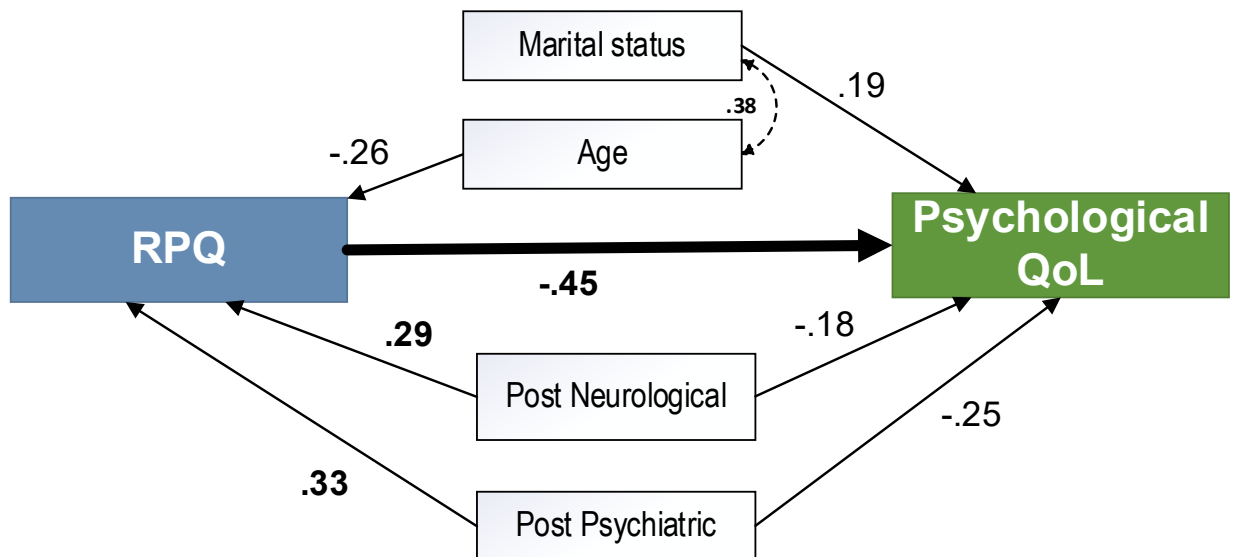 Marital status
.19
.38
Age
-.26
RPQ
Psychological
QoL
-.45
.29
-.18
Post Neurological
-.25
.33
Post Psychiatric